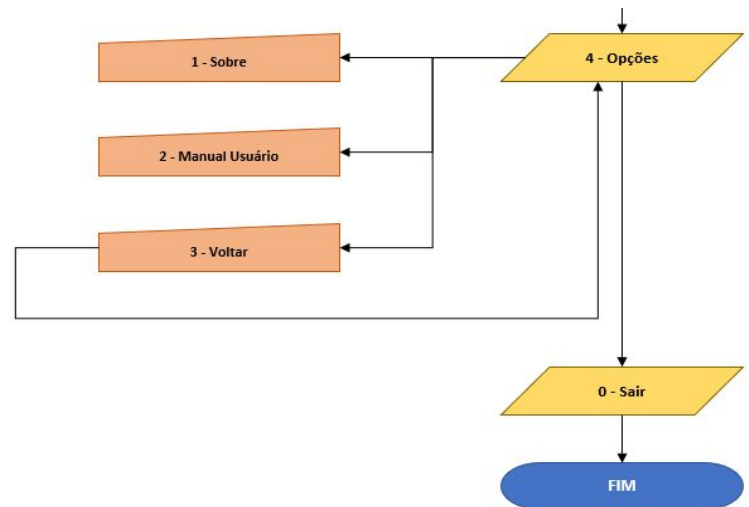 1 - Sobre
4 - Opções
2 - Manual Usuário
3 - Voltar
0 - Sair
FIM